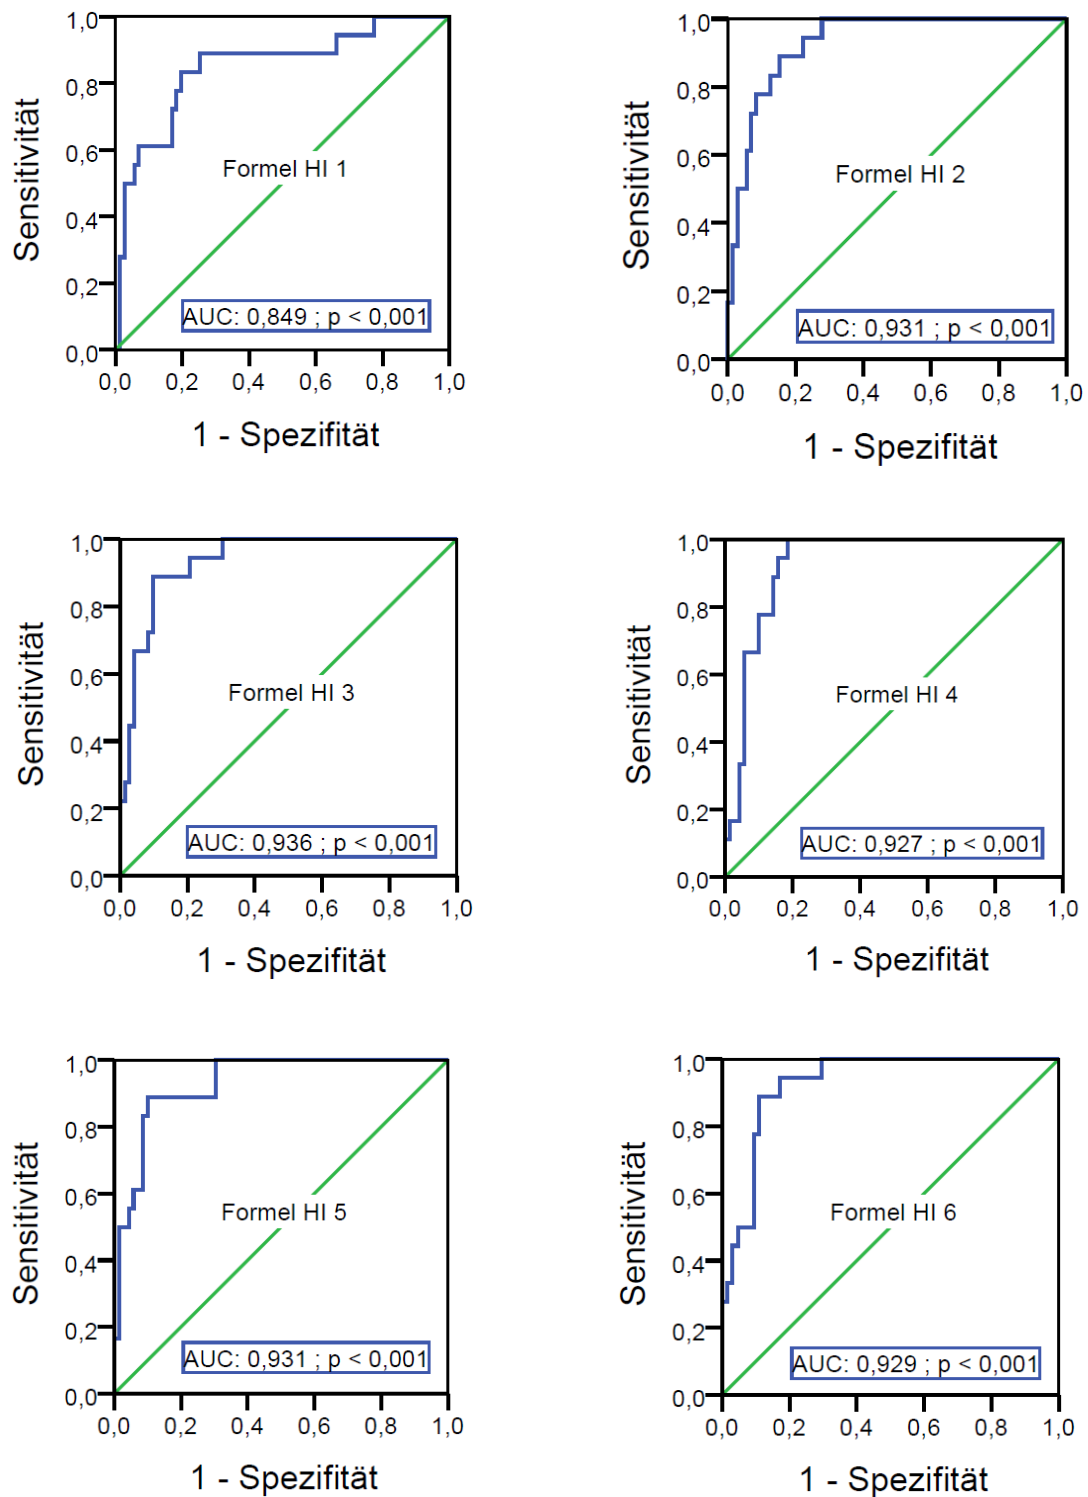 1,0
0,8
0,6
0,4
0,2
0,0
Sensitivität
Formel HI 1
AUC: 0,849 ; p < 0,001
0,0 0,2 0,4 0,6 0,8 1,0
1 - Spezifität
1,0
0,8
0,6
0,4
0,2
0,0
Sensitivität
Formel HI 2
AUC: 0,931 ; p < 0,001
0,0 0,2 0,4 0,6 0,8 1,0
1 - Spezifität
1,0
0,8
0,6
0,4
0,2
0,0
Sensitivität
Formel HI 3
AUC: 0,936 ; p < 0,001
0,0 0,2 0,4 0,6 0,8 1,0
1 - Spezifität
1,0
0,8
0,6
0,4
0,2
0,0
Sensitivität
Formel HI 4
AUC: 0,927 ; p < 0,001
0,0 0,2 0,4 0,6 0,8 1,0
1 - Spezifität
1,0
0,8
0,6
0,4
0,2
0,0
Sensitivität
Formel HI 5
AUC: 0,931 ; p < 0,001
0,0 0,2 0,4 0,6 0,8 1,0
1 - Spezifität
1,0
0,8
0,6
0,4
0,2
0,0
Sensitivität
Formel HI 6
AUC: 0,929 ; p < 0,001
0,0 0,2 0,4 0,6 0,8 1,0
1 - Spezifität